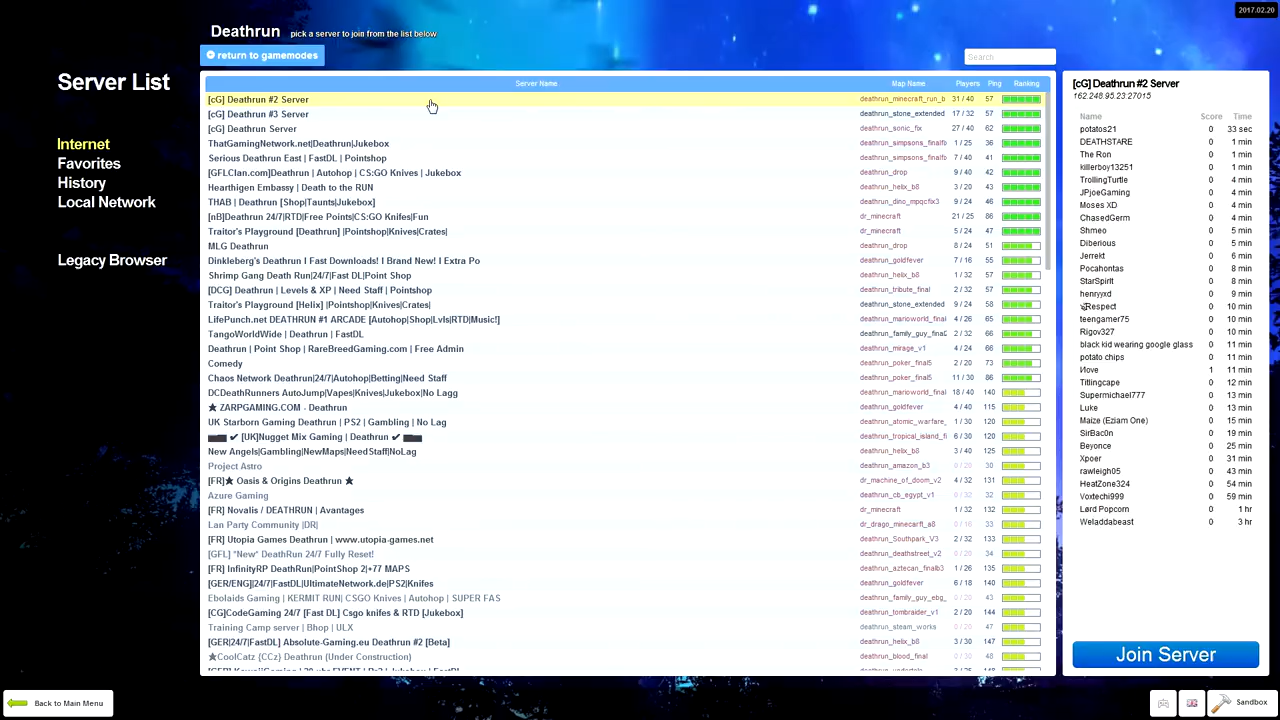 2017.02.20
Deathrun pick a server to join from the list below.
return to gamemodes
Search
Server List
Internet
Favorites
History
Local Network
Legacy Browser
Server Name Map Name Players Ping Ranking
[cG] Deathrun #2 Server deathrun_minecraft_run_b 31 / 40 57
[cG] Deathrun #3 Server deathrun_stone_extended 17 / 32 57
[cG] Deathrun Server deathrun_sonic_fix 27 / 40 62
ThatGamingNetwork.net|Deathrun|Jukebox deathrun_simpsons_finalfb 1 / 25 36
Serious Deathrun East | FastDL | Pointshop deathrun_simpsons_finalfb 7 / 40 41
[GFLClan.com]Deathrun | Autohop | CS:GO Knives | Jukebox deathrun_drop 9 / 40 42
Hearthigen Embassy | Death to the RUN deathrun_helix_b8 3 / 20 43
THAB | Deathrun [Shop|Taunts|Jukebox] deathrun_dino_mpqcfix3 9 / 24 46
[nB]Deathrun 24/7|RTD|Free Points|CS:GO Knifes|Fun dr_minecraft 21 / 25 86
Traitor's Playground [Deathrun] |Pointshop|Knives|Crates| dr_minecraft 5 / 24 47
MLG Deathrun deathrun_drop 8 / 24 51
Dinkleberg's Deathrun I Fast Downloads! I Brand New! I Extra Po deathrun_goldfever 7 / 16 55
Shrimp Gang Death Run|24/7|Fast DL|Point Shop deathrun_helix_b8 1 / 32 57
[DCG] Deathrun | Levels & XP | Need Staff | Pointshop deathrun_tribute_final 2 / 32 57
Traitor's Playground [Helix] |Pointshop|Knives|Crates| deathrun_stone_extended 9 / 24 58
LifePunch.net DEATHRUN #1 ARCADE [Autohop|Shop|Lvls|RTD|Music!] deathrun_marioworld_final 4 / 26 65
TangoWorldWide | Deathrun | FastDL deathrun_family_guy_final2 2 / 32 66
Deathrun | Point Shop | RareBreedGaming.com | Free Admin deathrun_mirage_v1 4 / 24 66
Comedy deathrun_poker_final5 2 / 20 73
Chaos Network Deathrun|24/7|Autohop|Betting|Need Staff deathrun_poker_final5 11 / 30 86
DCDeathRunners AutoJump|Vapes|Knives|Jukebox|No Lagg deathrun_marioworld_final 18 / 40 140
★ ZARPGAMING.COM - Deathrun deathrun_goldfever 4 / 40 115
UK Starborn Gaming Deathrun | PS2 | Gambling | No Lag deathrun_atomic_warfare_ 1 / 30 120
✔ [UK]Nugget Mix Gaming | Deathrun ✔ deathrun_tropical_island_fi 6 / 30 120
New Angels|Gambling|NewMaps|NeedStaff|NoLag deathrun_helix_b8 3 / 40 125
Project Astro deathrun_amazon_b3 0 / 20 30
[FR]★ Oasis & Origins Deathrun ★ dr_machine_of_doom_v2 4 / 32 131
Azure Gaming deathrun_cb_egypt_v1 0 / 32 32
[FR] Novalis / DEATHRUN | Avantages dr_minecraft 1 / 32 132
Lan Party Community |DR| dr_drago_minecarft_a8 0 / 18 33
[FR] Utopia Games Deathrun | www.utopia-games.net deathrun_Southpark_V3 2 / 32 133
[GFL] *New* DeathRun 24/7 Fully Reset! deathrun_deathstreet_v2 0 / 20 34
[FR] InfinityRP DeathRun|PointShop 2|+77 MAPS deathrun_aztecan_finalb3 1 / 26 135
[GER/ENG]|24/7|FastDL|UltimateNetwork.de|PS2|Knifes deathrun_goldfever 6 / 18 140
Ebolaids Gaming | KERMIT RUN| CSGO Knives | Autohop | SUPER FAS deathrun_family_guy_ebg_ 0 / 20 43
[CG]CodeGaming 24/7 [Fast DL] Csgo knifes & RTD [Jukebox] deathrun_tombraider_v1 2 / 20 144
Training Camp server | Bhop | ULX deathrun_steam_works 0 / 20 47
[GER|24/7|FastDL] Absolute-Gaming.eu Deathrun #2 [Beta] deathrun_helix_b8 3 / 30 147
★CoolCatz {CCz} Deathrun (Under Construction) deathrun_blood_final 0 / 30 48
[cG] Deathrun #2 Server
162.248.95.23:27015
Name Score Time
potatos21 0 33 sec
DEATHSTARE 0 1 min
The Ron 0 1 min
killerboy13251 0 1 min
TrollingTurtle 0 4 min
JPjoeGaming 0 4 min
Moses XD 0 4 min
ChasedGerm 0 4 min
Shmeo 0 5 min
Diberious 0 5 min
Jerrekt 0 6 min
Pocahontas 0 8 min
StarSpirit 0 8 min
henryyxd 0 9 min
Respect 0 10 min
teengamer75 0 10 min
Rigov327 0 10 min
black kid wearing google glass 0 11 min
potato chips 0 11 min
Иove 1 11 min
Titlingcape 0 12 min
Supermichael777 0 13 min
Luke 0 13 min
Maize (Eziam One) 0 15 min
SirBac0n 0 19 min
Beyonce 0 25 min
Xpoer 0 31 min
rawleigh05 0 43 min
HeatZone324 0 54 min
Voxtechi999 0 59 min
Lørd Popcorn 0 1 hr
Weladdabeast 0 3 hr
Join Server
Back to Main Menu
Sandbox